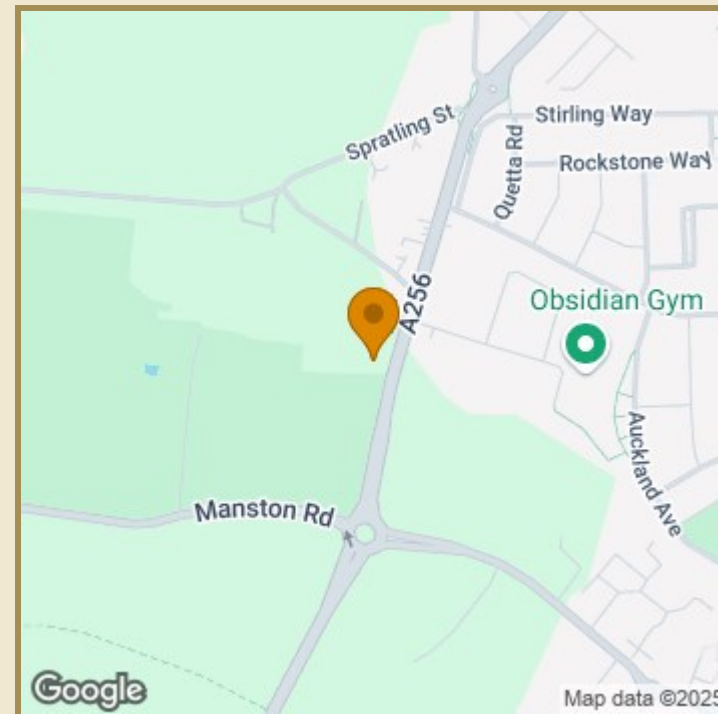 Stirling Way
Spratling St
Quetta Rd
Rockstone Way
A256
Obsidian Gym
Auckland Ave
Manston Rd
Google
Map data ©2025